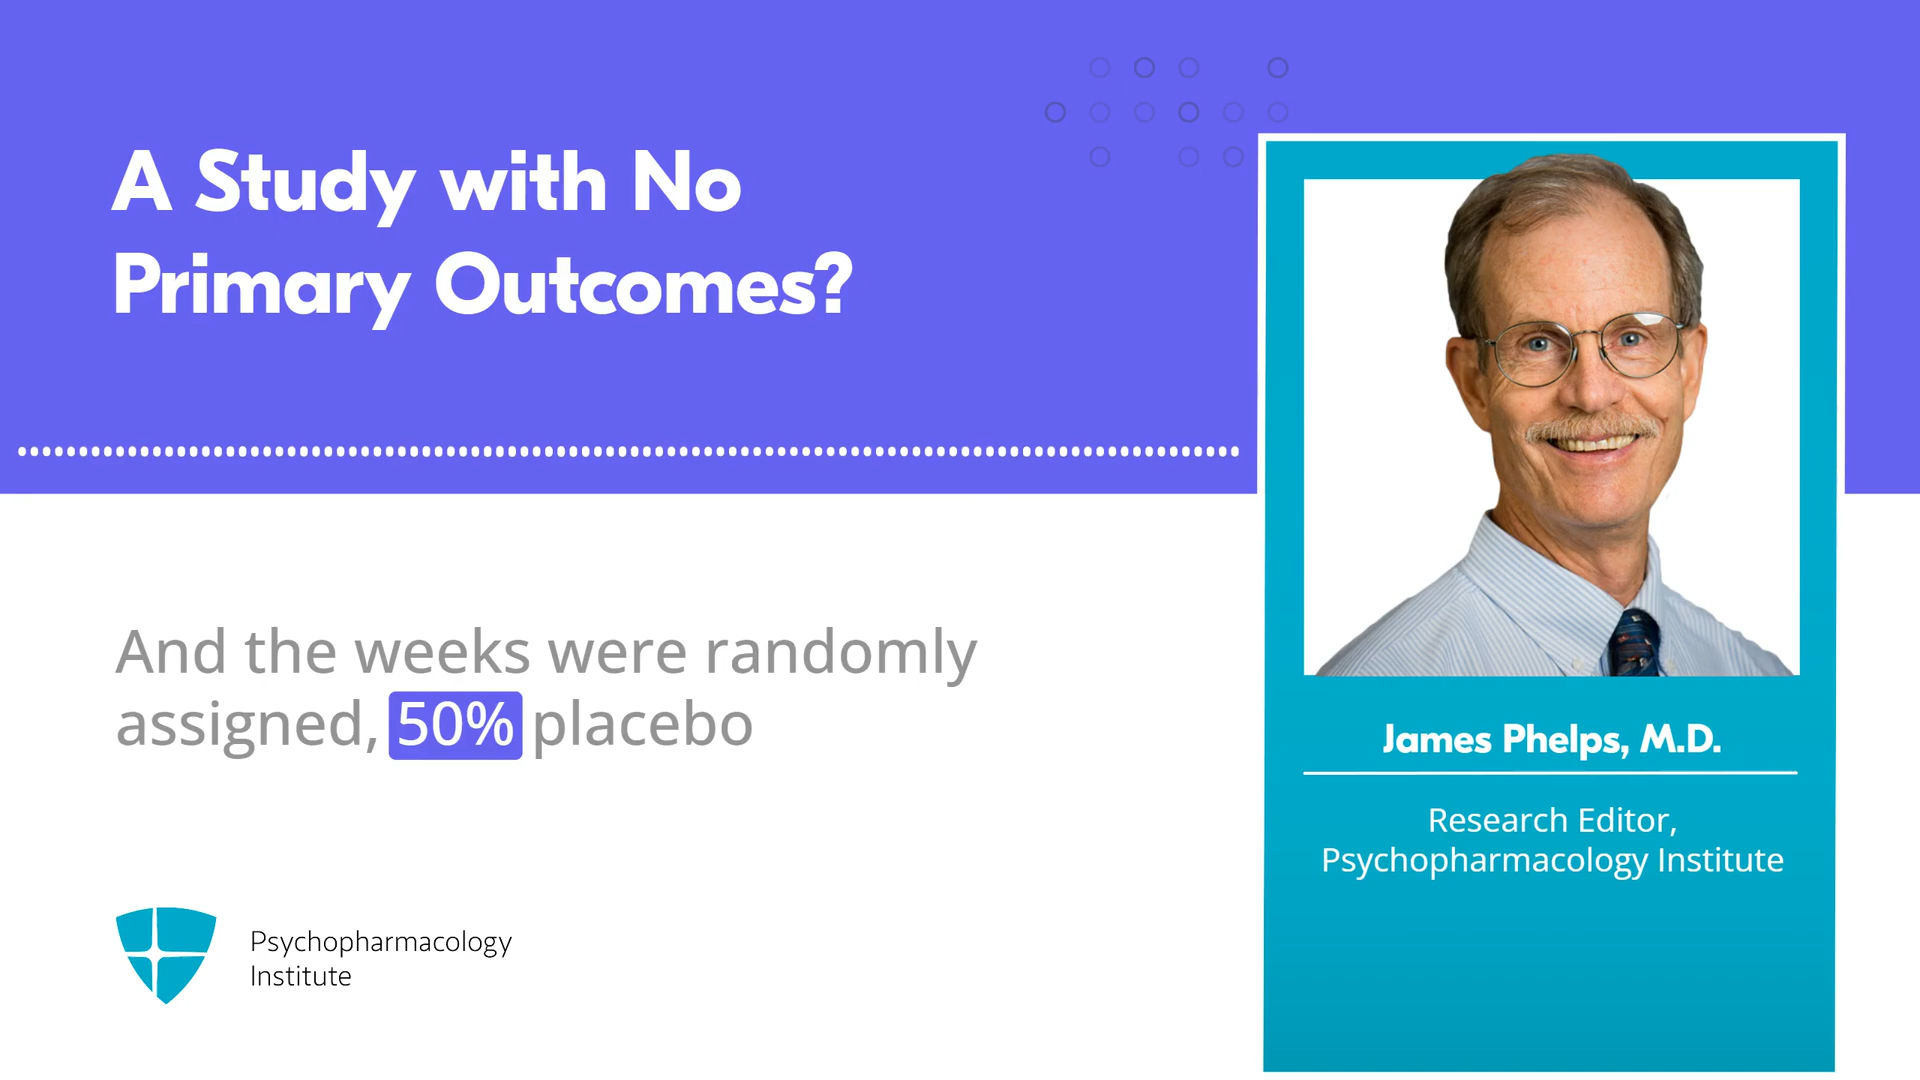 A Study with No
Primary Outcomes?
And the weeks were randomly
assigned, 50% placebo
James Phelps, M.D.
Research Editor,
Psychopharmacology Institute
Psychopharmacology
Institute